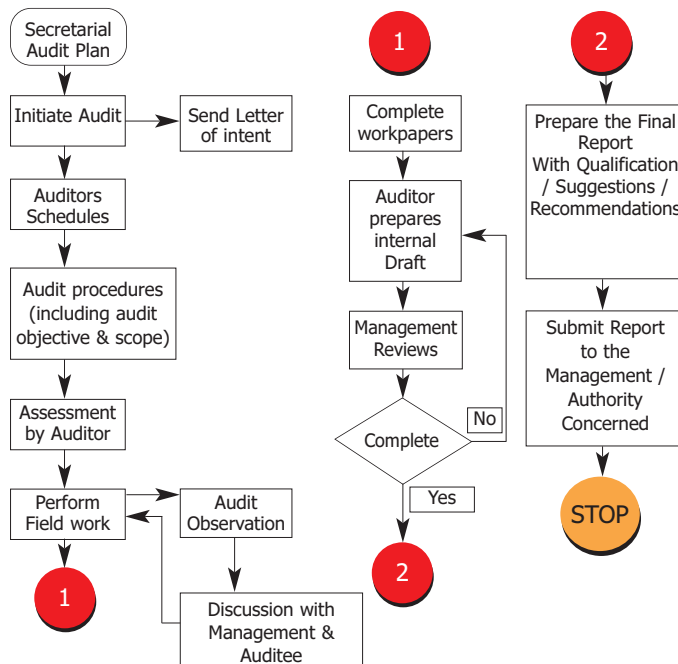 Secretarial
Audit Plan
Initiate Audit
Send Letter
of intent
Auditors
Schedules
Audit procedures
(including audit
objective & scope)
Assessment
by Auditor
Perform
Field work
Audit
Observation
Discussion with
Management &
Auditee
1
1
Complete
workpapers
Auditor
prepares
internal
Draft
Management
Reviews
Complete
No
Yes
2
2
Prepare the Final
Report
With Qualification
/ Suggestions /
Recommendations
Submit Report
to the
Management /
Authority
Concerned
STOP